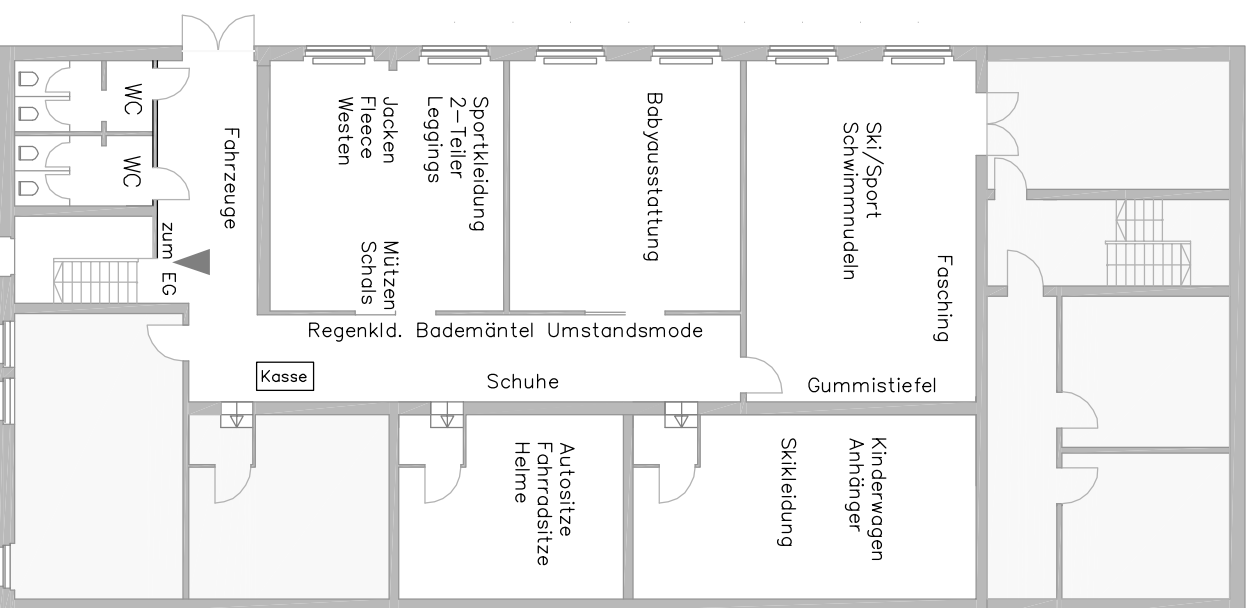 WC
WC
Fahrzeuge
zum EG
Jacken
Fleece
Westen
Sportkleidung
2-Teiler
Leggings
Mützen
Schals
Babyausstattung
Ski/Sport
Schwimmnudeln
Fasching
Regenkld. Bademäntel Umstandsmode
Kasse
Schuhe
Gummistiefel
Autositze
Fahrradsitze
Helme
Skikleidung
Kinderwagen
Anhänger